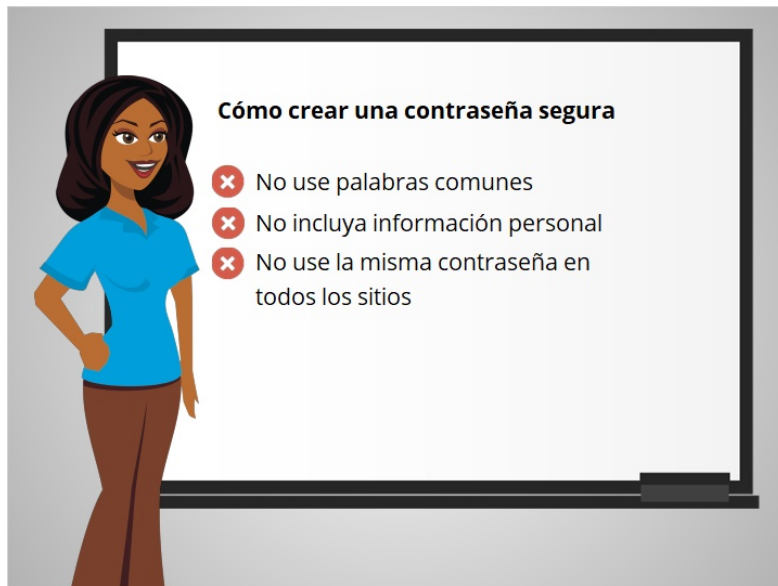 Cómo crear una contraseña segura
No use palabras comunes
No incluya información personal
No use la misma contraseña en
todos los sitios